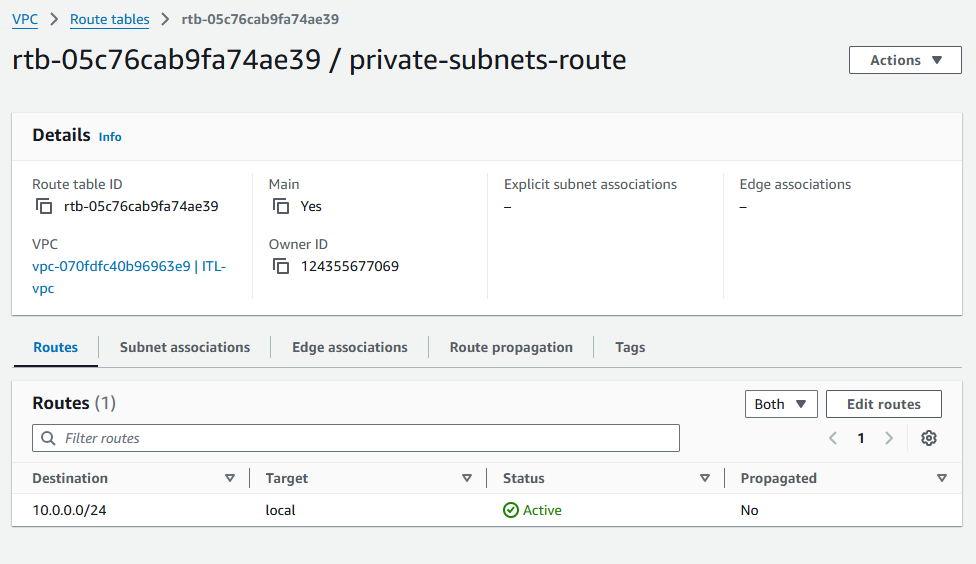 VPC > Route tables > rtb-05c76cab9fa74ae39
rtb-05c76cab9fa74ae39 / private-subnets-route
Actions
Details Info
Route table ID
rtb-05c76cab9fa74ae39
Main
Yes
Explicit subnet associations
–
Edge associations
–
VPC
vpc-070fdfc40b96963e9 | ITL-
vpc
Owner ID
124355677069
Routes
Subnet associations
Edge associations
Route propagation
Tags
Routes (1)
Both
Edit routes
Filter routes
1
Destination Target Status Propagated
10.0.0.0/24 local Active No